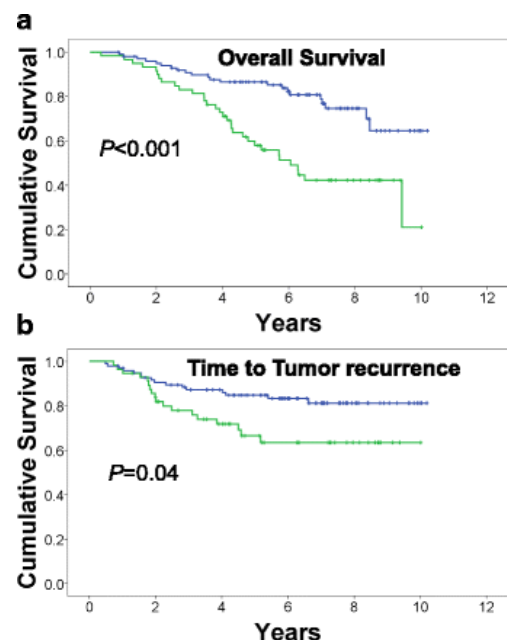 a
Overall Survival
Cumulative Survival
1.0
0.8
0.6
0.4
0.2
0.0
P<0.001
0 2 4 6 8 10 12
Years
b
Time to Tumor recurrence
Cumulative Survival
1.0
0.8
0.6
0.4
0.2
0.0
P=0.04
0 2 4 6 8 10 12
Years